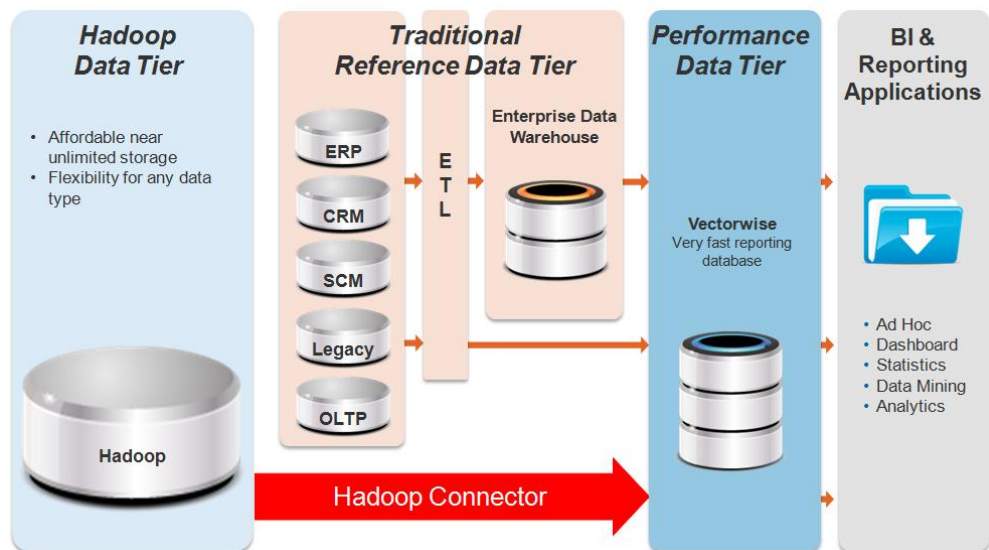 Hadoop
Data Tier
• Affordable near
unlimited storage
• Flexibility for any data
type
Hadoop
Traditional
Reference Data Tier
ERP
CRM
SCM
Legacy
OLTP
E
T
L
Enterprise Data
Warehouse
Hadoop Connector
Performance
Data Tier
Vectorwise
Very fast reporting
database
BI &
Reporting
Applications
• Ad Hoc
• Dashboard
• Statistics
• Data Mining
• Analytics